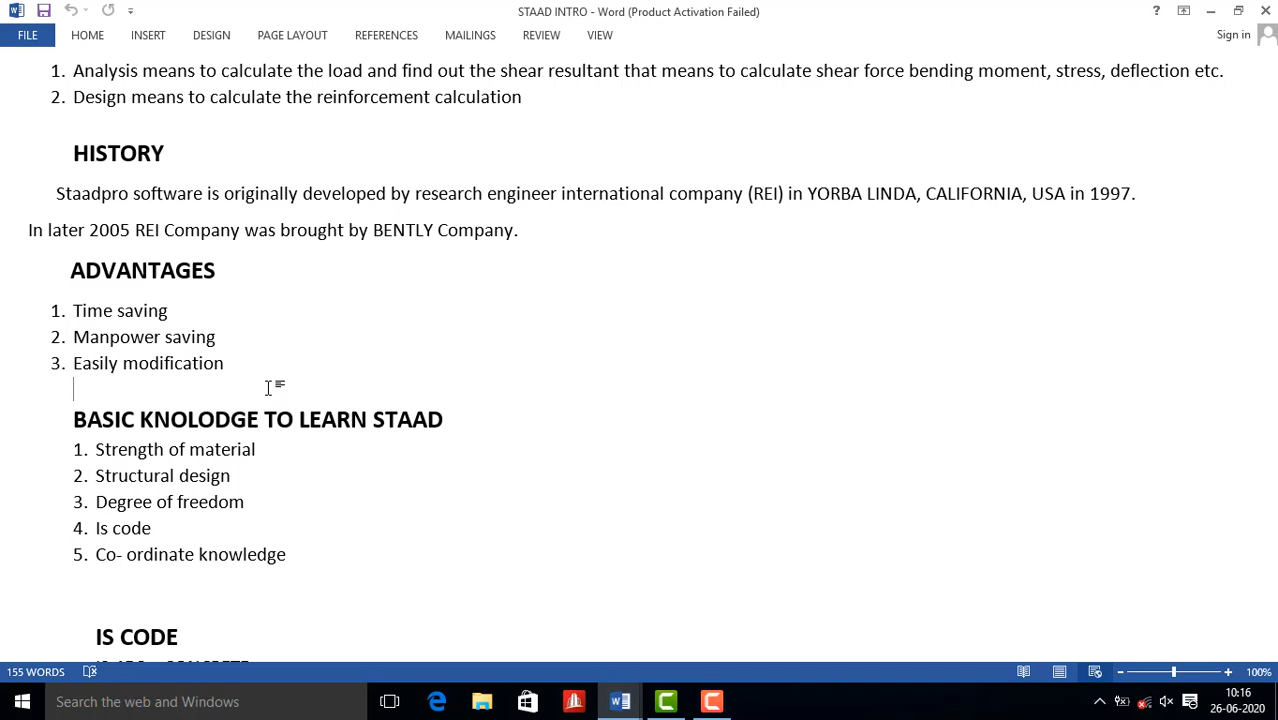 STAAD INTRO - Word (Product Activation Failed)
?
FILE HOME INSERT DESIGN PAGE LAYOUT REFERENCES MAILINGS REVIEW VIEW Sign in
1. Analysis means to calculate the load and find out the shear resultant that means to calculate shear force bending moment, stress, deflection etc.
2. Design means to calculate the reinforcement calculation
HISTORY
Staadpro software is originally developed by research engineer international company (REI) in YORBA LINDA, CALIFORNIA, USA in 1997.
In later 2005 REI Company was brought by BENTLY Company.
ADVANTAGES
1. Time saving
2. Manpower saving
3. Easily modification
BASIC KNOLODGE TO LEARN STAAD
1. Strength of material
2. Structural design
3. Degree of freedom
4. Is code
5. Co- ordinate knowledge
IS CODE
155 WORDS 100%
Search the web and Windows
10:16
26-06-2020